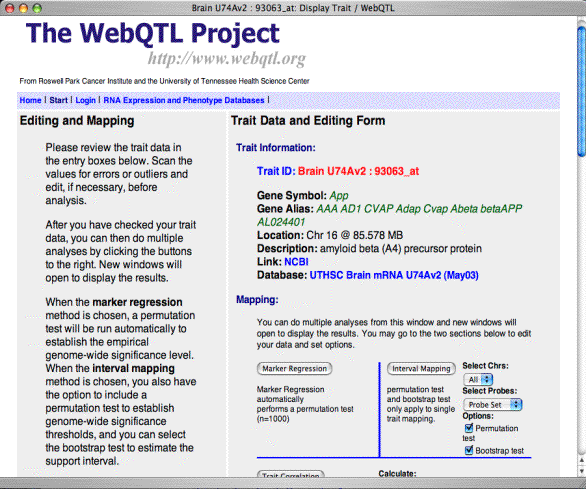 Brain U74Av2 : 93063_at: Display Trait / WebQTL
The WebQTL Project
http://www.webqtl.org
From Roswell Park Cancer Institute and the University of Tennessee Health Science Center
Home | Start | Login | RNA Expression and Phenotype Databases |
Editing and Mapping
Please review the trait data in
the entry boxes below. Scan the
values for errors or outliers and
edit, if necessary, before
analysis.
After you have checked your trait
data, you can then do multiple
analyses by clicking the buttons
to the right. New windows will
open to display the results.
When the marker regression
method is chosen, a permutation
test will be run automatically to
establish the empirical
genome-wide significance level.
When the interval mapping
method is chosen, you also have
the option to include a
permutation test to establish
genome-wide significance
thresholds, and you can select
the bootstrap test to estimate the
support interval.
Trait Data and Editing Form
Trait Information:
Trait ID: Brain U74Av2 : 93063_at
Gene Symbol: App
Gene Alias: AAA AD1 CVAP Adap Cvap Abeta betaAPP
AL024401
Location: Chr 16 @ 85.578 MB
Description: amyloid beta (A4) precursor protein
Link: NCBI
Database: UTHSC Brain mRNA U74Av2 (May03)
Mapping:
You can do multiple analyses from this window and new windows will
open to display the results. You may go to the two sections below to edit
your data and set options.
Marker Regression
Marker Regression
automatically
performs a permutation test
(n=1000)
Interval Mapping
permutation test
and bootstrap test
only apply to single
trait mapping.
Select Chrs:
All
Select Probes:
Probe Set
Options:
Permutation
test
Bootstrap test
Trait Correlation
Calculate: